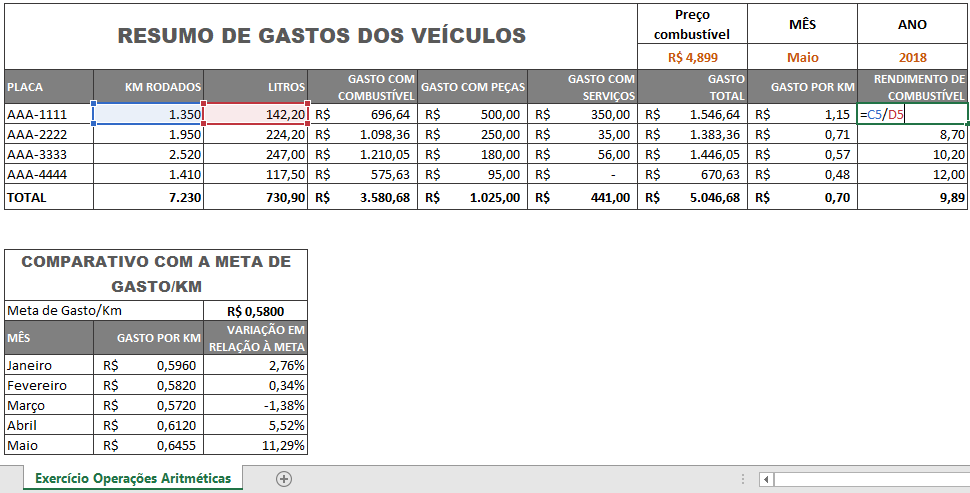 RESUMO DE GASTOS DOS VEÍCULOS
Preço combustível MÊS ANO
R$ 4,899 Maio 2018
PLACA KM RODADOS LITROS GASTO COM COMBUSTÍVEL GASTO COM PEÇAS GASTO COM SERVIÇOS GASTO TOTAL GASTO POR KM RENDIMENTO DE COMBUSTÍVEL
AAA-1111 1.350 142,20 R$ 696,64 R$ 500,00 R$ 350,00 R$ 1.546,64 R$ 1,15 =C5/D5
AAA-2222 1.950 224,20 R$ 1.098,36 R$ 250,00 R$ 35,00 R$ 1.383,36 R$ 0,71 8,70
AAA-3333 2.520 247,00 R$ 1.210,05 R$ 180,00 R$ 56,00 R$ 1.446,05 R$ 0,57 10,20
AAA-4444 1.410 117,50 R$ 575,63 R$ 95,00 R$ - R$ 670,63 R$ 0,48 12,00
TOTAL 7.230 730,90 R$ 3.580,68 R$ 1.025,00 R$ 441,00 R$ 5.046,68 R$ 0,70 9,89
COMPARATIVO COM A META DE
GASTO/KM
Meta de Gasto/Km R$ 0,5800
MÊS GASTO POR KM VARIAÇÃO EM RELAÇÃO À META
Janeiro R$ 0,5960 2,76%
Fevereiro R$ 0,5820 0,34%
Março R$ 0,5720 -1,38%
Abril R$ 0,6120 5,52%
Maio R$ 0,6455 11,29%
Exercício Operações Aritméticas